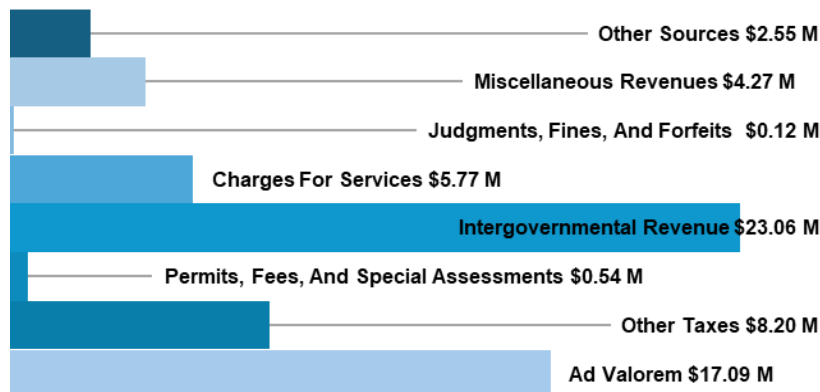 Other Sources $2.55 M
Miscellaneous Revenues $4.27 M
Judgments, Fines, And Forfeits $0.12 M
Charges For Services $5.77 M
Intergovernmental Revenue $23.06 M
Permits, Fees, And Special Assessments $0.54 M
Other Taxes $8.20 M
Ad Valorem $17.09 M